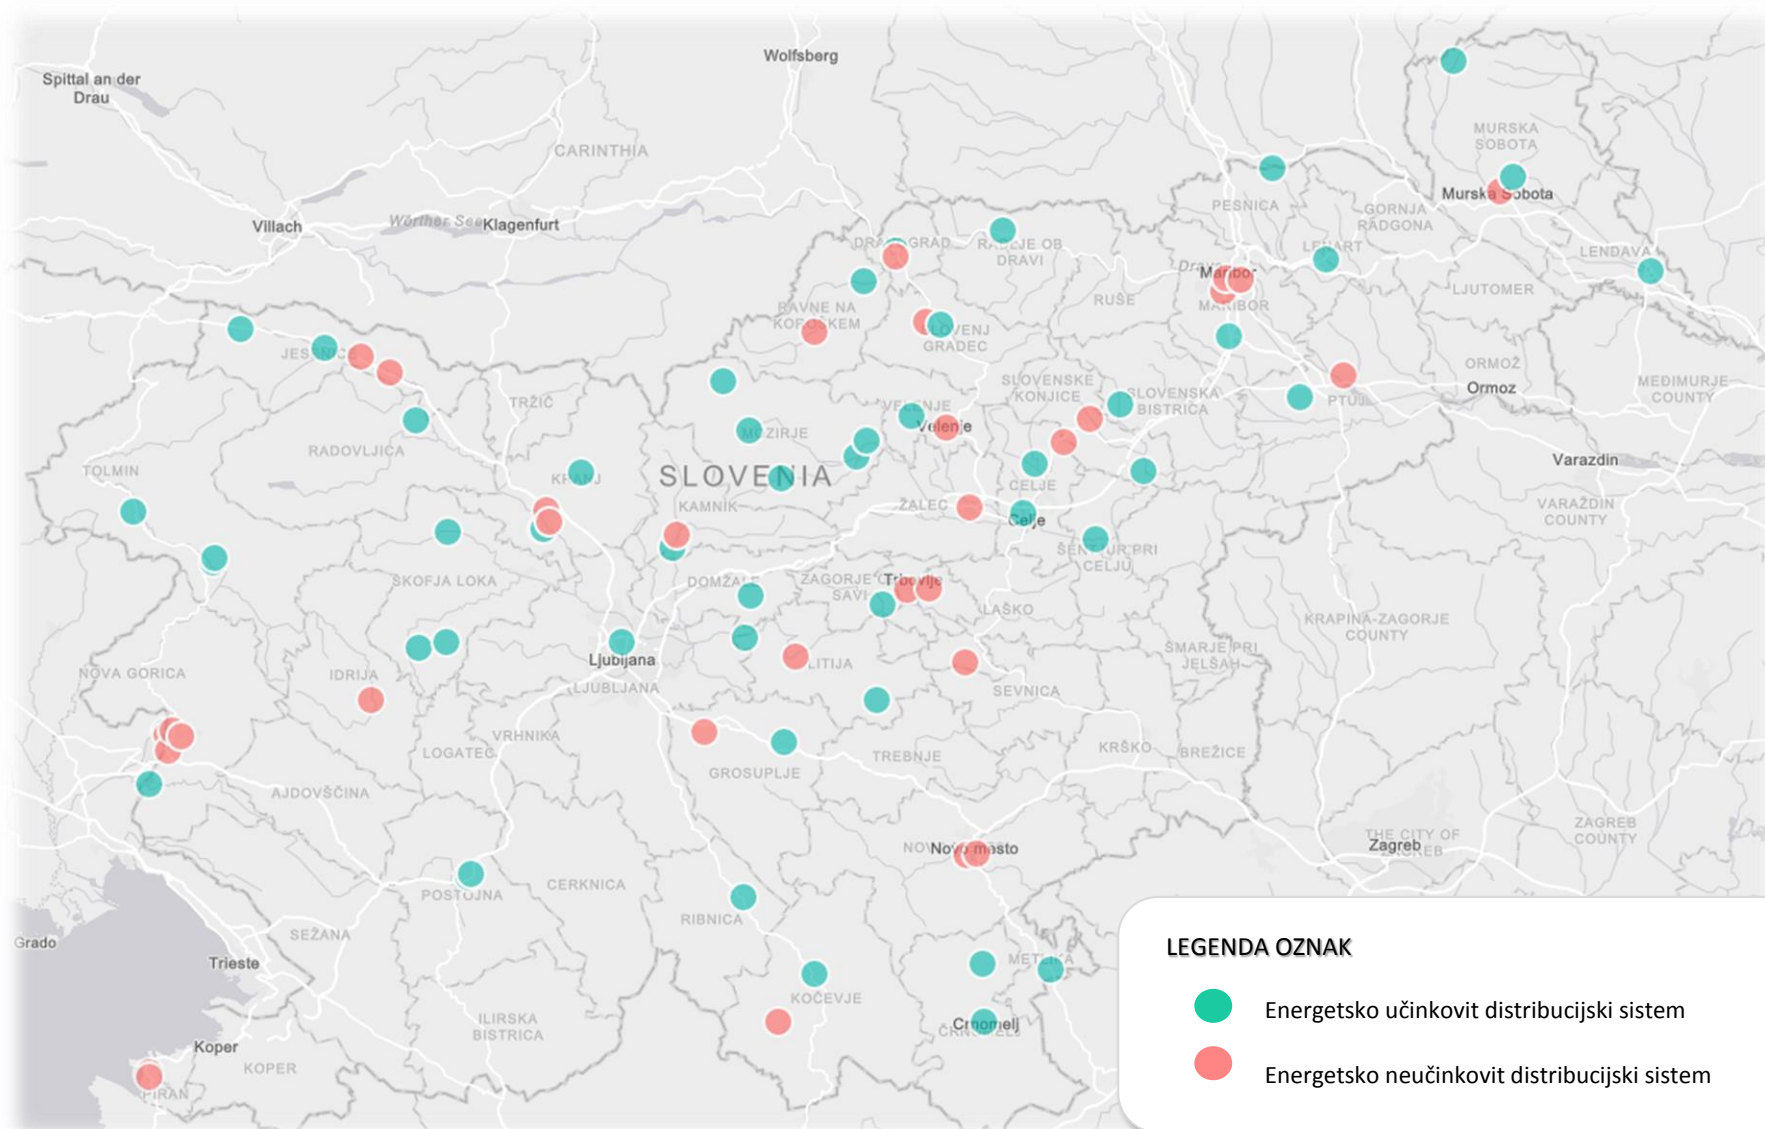 Wolfsberg
Spittal an der
Drau
MURSKA
SOBOTA
CARINTHIA
Murska Sobota
PESNICA
GORNJA
RADGONA
Villach
Wörther See
Klagenfurt
DRAVOGRAD
RADLJE OB
DRAVI
LENART
LENDAVA
Drava
Maribor
MARIBOR
LJUTOMER
RUŠE
RAVNE NA
KOROŠKEM
SLOVENJ
GRADEC
JESENICE
ORMOŽ
Ormoz
MEĐIMURJE
COUNTY
SLOVENSKE
KONJICE
SLOVENSKA
BISTRICA
PTUJ
TRŽIČ
VELENJE
Velenje
MOZIRJE
RADOVLJICA
TOLMIN
KRANJ
SLOVENIA
Varazdin
CELJE
KAMNIK
ŽALEC
VARAŽDIN
COUNTY
Celje
ŠENTJUR PRI
CELJU
ŠKOFJA LOKA
DOMŽALE
ZAGORJE OB
SAVI
Trbovlje
LAŠKO
KRAPINA-ZAGORJE
COUNTY
ŠMARJE PRI
JELŠAH
Ljubljana
LJUBLJANA
LITIJA
NOVA GORICA
IDRIJA
SEVNICA
VRHNIKA
LOGATEC
TREBNJE
KRŠKO
BREŽICE
GROSUPLJE
AJDOVŠČINA
THE CITY OF
ZAGREB
Zagreb
ZAGREB
COUNTY
Novo mesto
CERKNICA
POSTOJNA
RIBNICA
SEŽANA
Grado
Trieste
METLIKA
KOČEVJE
ILIRSKA
BISTRICA
Crnomelj
ČRNOMELJ
Koper
KOPER
PIRAN
LEGENDA OZNAK
Energetsko učinkovit distribucijski sistem
Energetsko neučinkovit distribucijski sistem